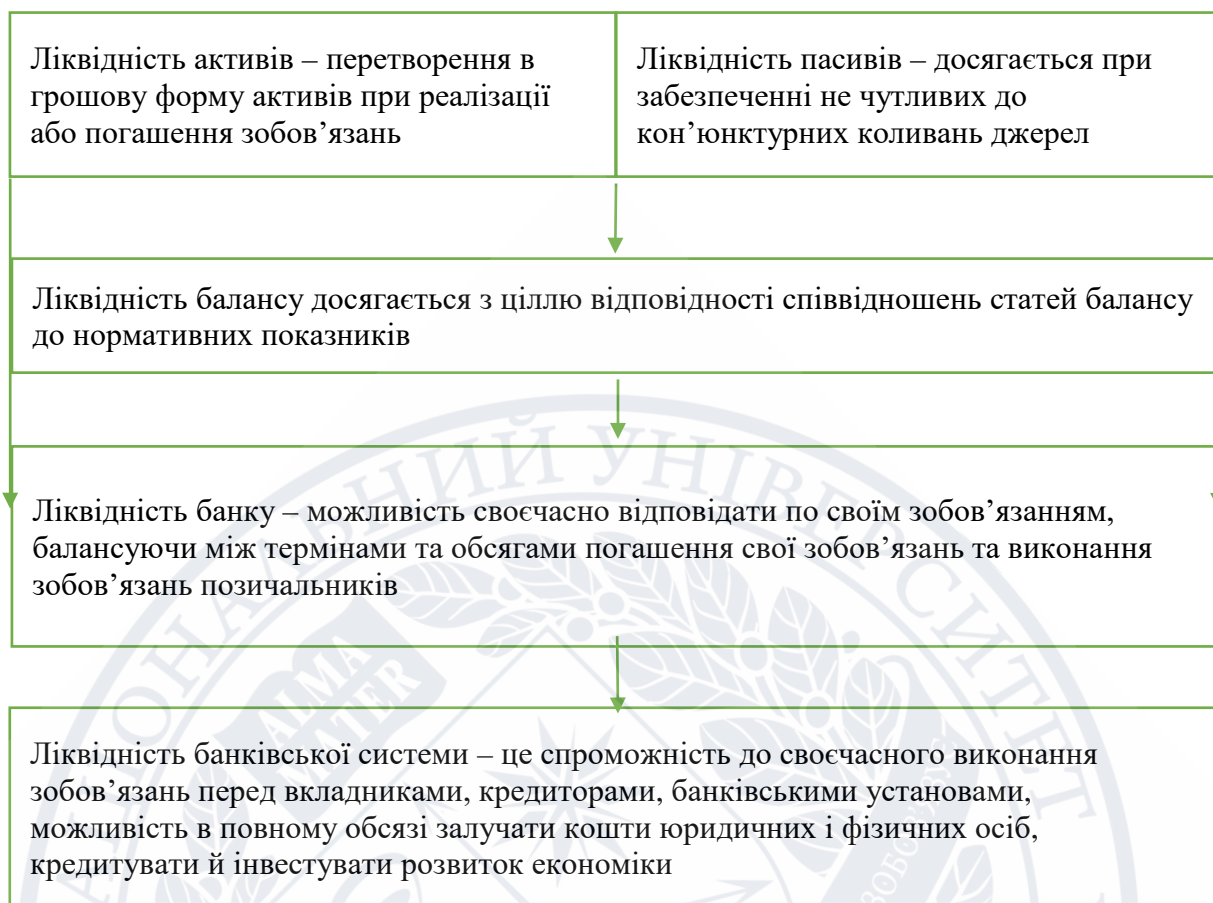 Ліквідність активів – перетворення в
грошову форму активів при реалізації
або погашення зобов’язань
Ліквідність пасивів – досягається при
забезпеченні не чутливих до
кон’юнктурних коливань джерел
Ліквідність балансу досягається з ціллю відповідності співвідношень статей балансу
до нормативних показників
Ліквідність банку – можливість своєчасно відповідати по своїм зобов’язанням,
балансуючи між термінами та обсягами погашення свої зобов’язань та виконання
зобов’язань позичальників
Ліквідність банківської системи – це спроможність до своєчасного виконання
зобов’язань перед вкладниками, кредиторами, банківськими установами,
можливість в повному обсязі залучати кошти юридичних і фізичних осіб,
кредитувати й інвестувати розвиток економіки
УНІВЕРСИТЕТ
ALMA
MATER